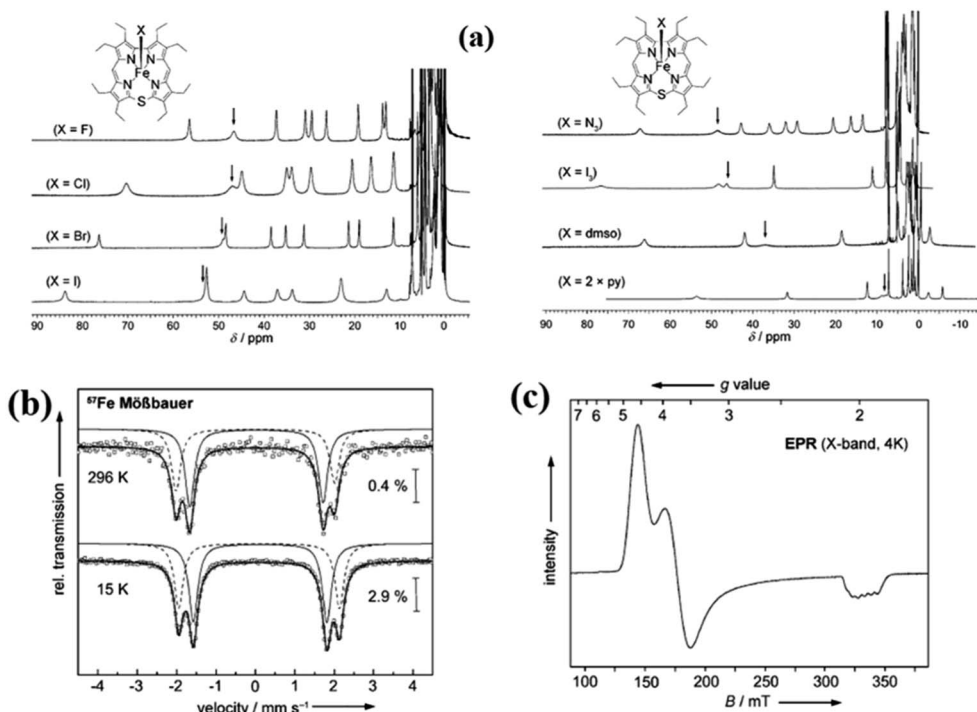 (a)
X
N N
Fe
N N
S
(X = F)
(X = Cl)
(X = Br)
(X = I)
90 80 70 60 50 40 30 20 10 0
δ / ppm
X
N N
Fe
N N
S
(X = N3)
(X = I3)
(X = dmso)
(X = 2 × py)
90 80 70 60 50 40 30 20 10 0 -10
δ / ppm
(b)
57Fe Mößbauer
296 K
0.4 %
15 K
2.9 %
rel. transmission
-4 -3 -2 -1 0 1 2 3 4
velocity / mm s–1
(c)
g value
7 6 5 4 3 2
EPR (X-band, 4K)
intensity
100 150 200 250 300 350
B / mT